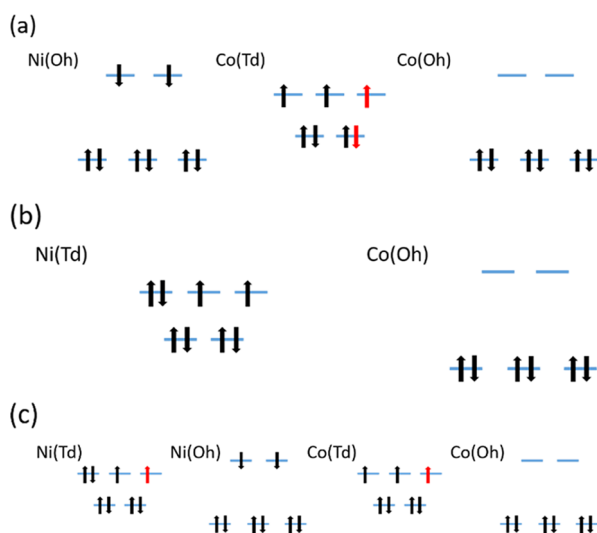 (a)
Ni(Oh) Co(Td) Co(Oh)
(b)
Ni(Td) Co(Oh)
(c)
Ni(Td) Ni(Oh) Co(Td) Co(Oh)